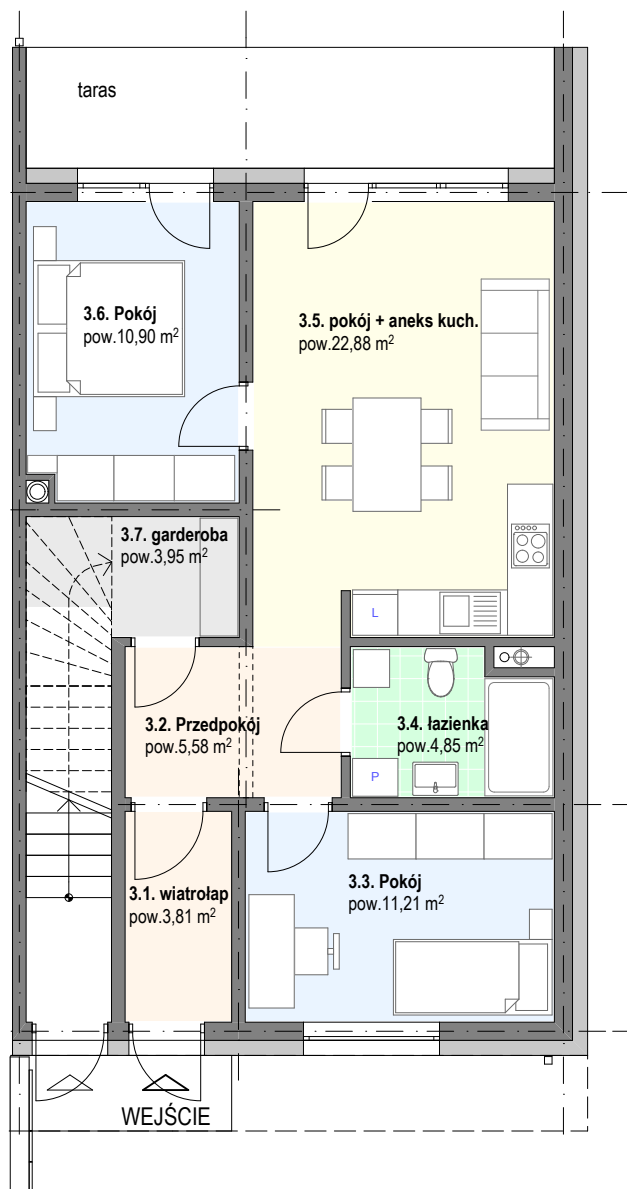 taras
3.6. Pokój
pow.10,90 m²
3.5. pokój + aneks kuch.
pow.22,88 m²
3.7. garderoba
pow.3,95 m²
L
3.2. Przedpokój
pow.5,58 m²
3.4. łazienka
pow.4,85 m²
P
3.3. Pokój
pow.11,21 m²
3.1. wiatrołap
pow.3,81 m²
WEJŚCIE